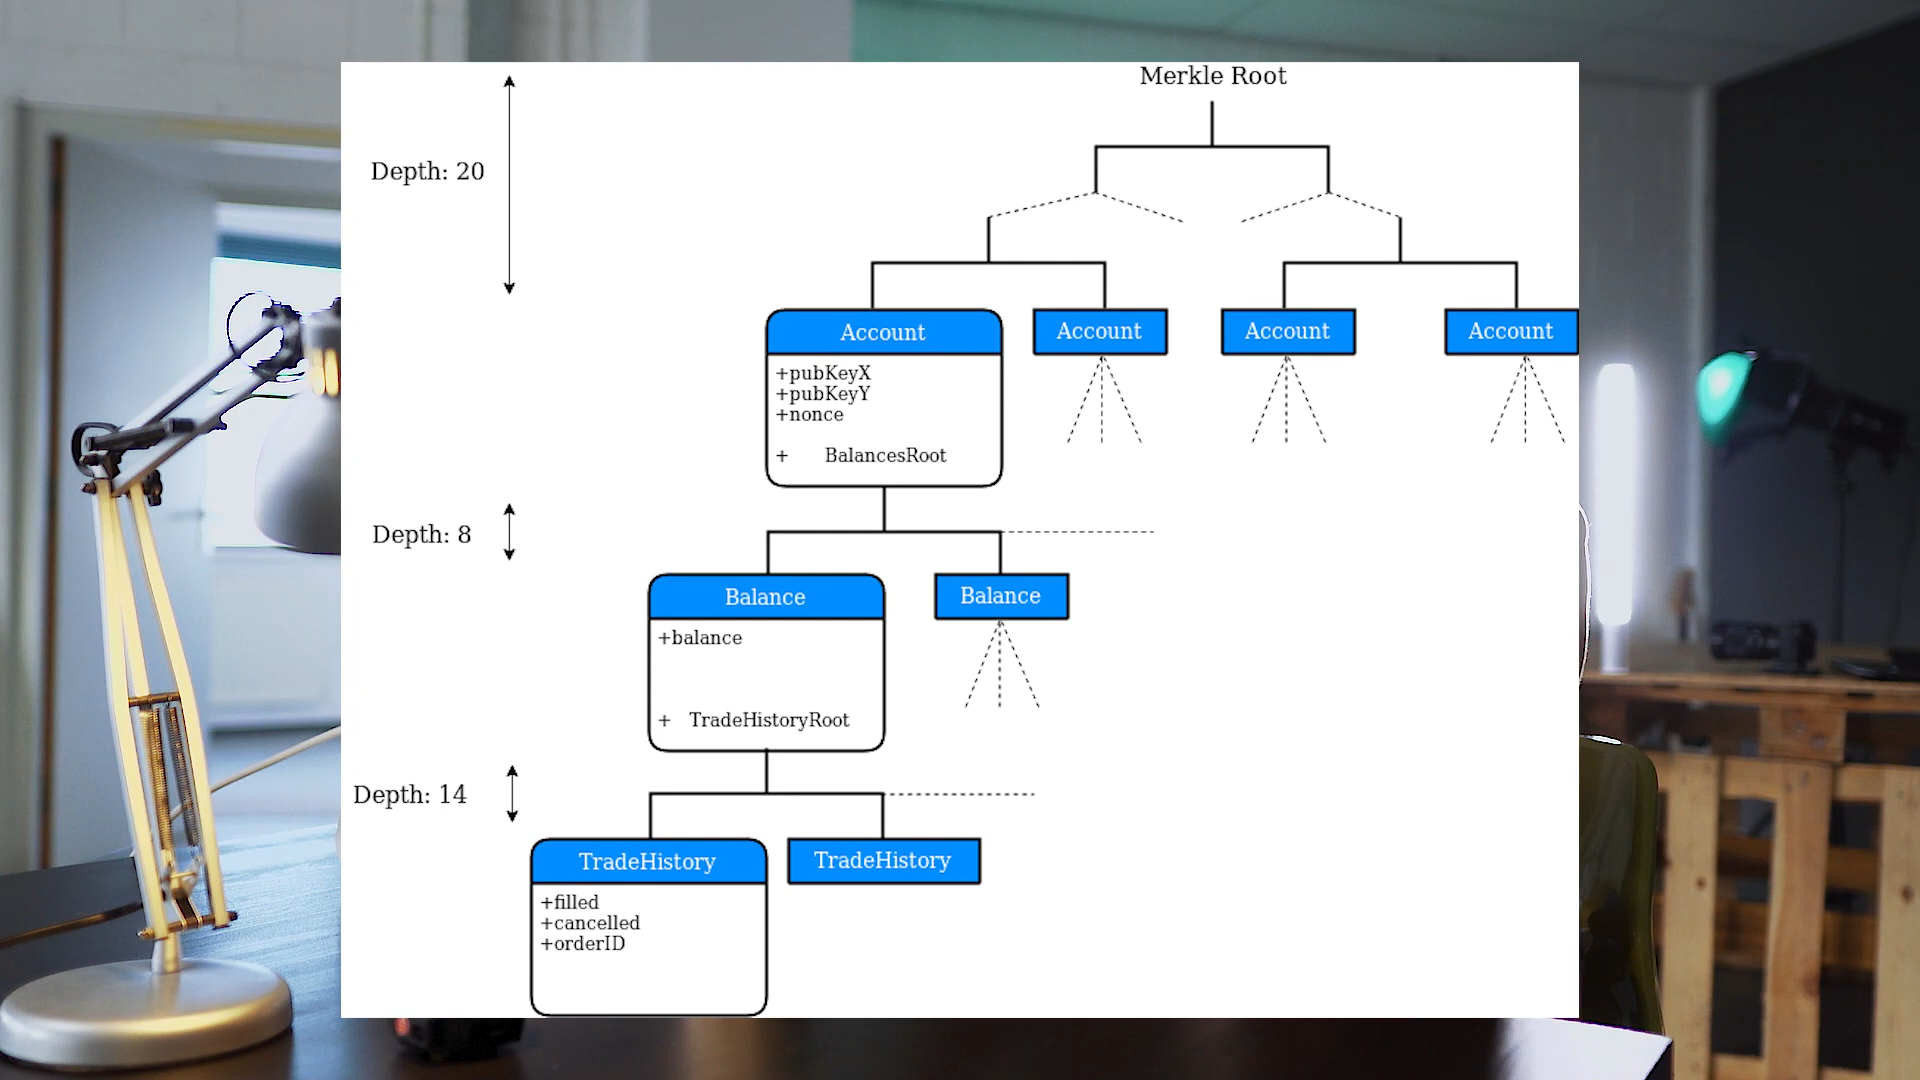 Merkle Root
Depth: 20
Account
Account
Account
Account
+pubKeyX
+pubKeyY
+nonce
+ BalancesRoot
Depth: 8
Balance
Balance
+balance
+ TradeHistoryRoot
Depth: 14
TradeHistory
TradeHistory
+filled
+cancelled
+orderID